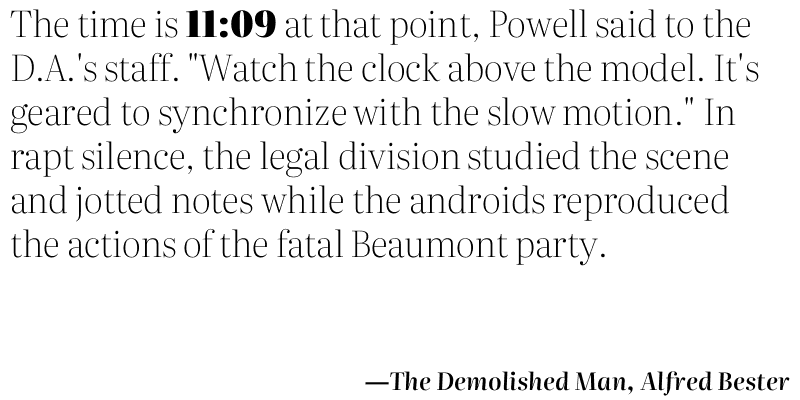 The time is 11:09 at that point, Powell said to the
D.A.'s staff. "Watch the clock above the model. It's
geared to synchronize with the slow motion." In
rapt silence, the legal division studied the scene
and jotted notes while the androids reproduced
the actions of the fatal Beaumont party.
—The Demolished Man, Alfred Bester